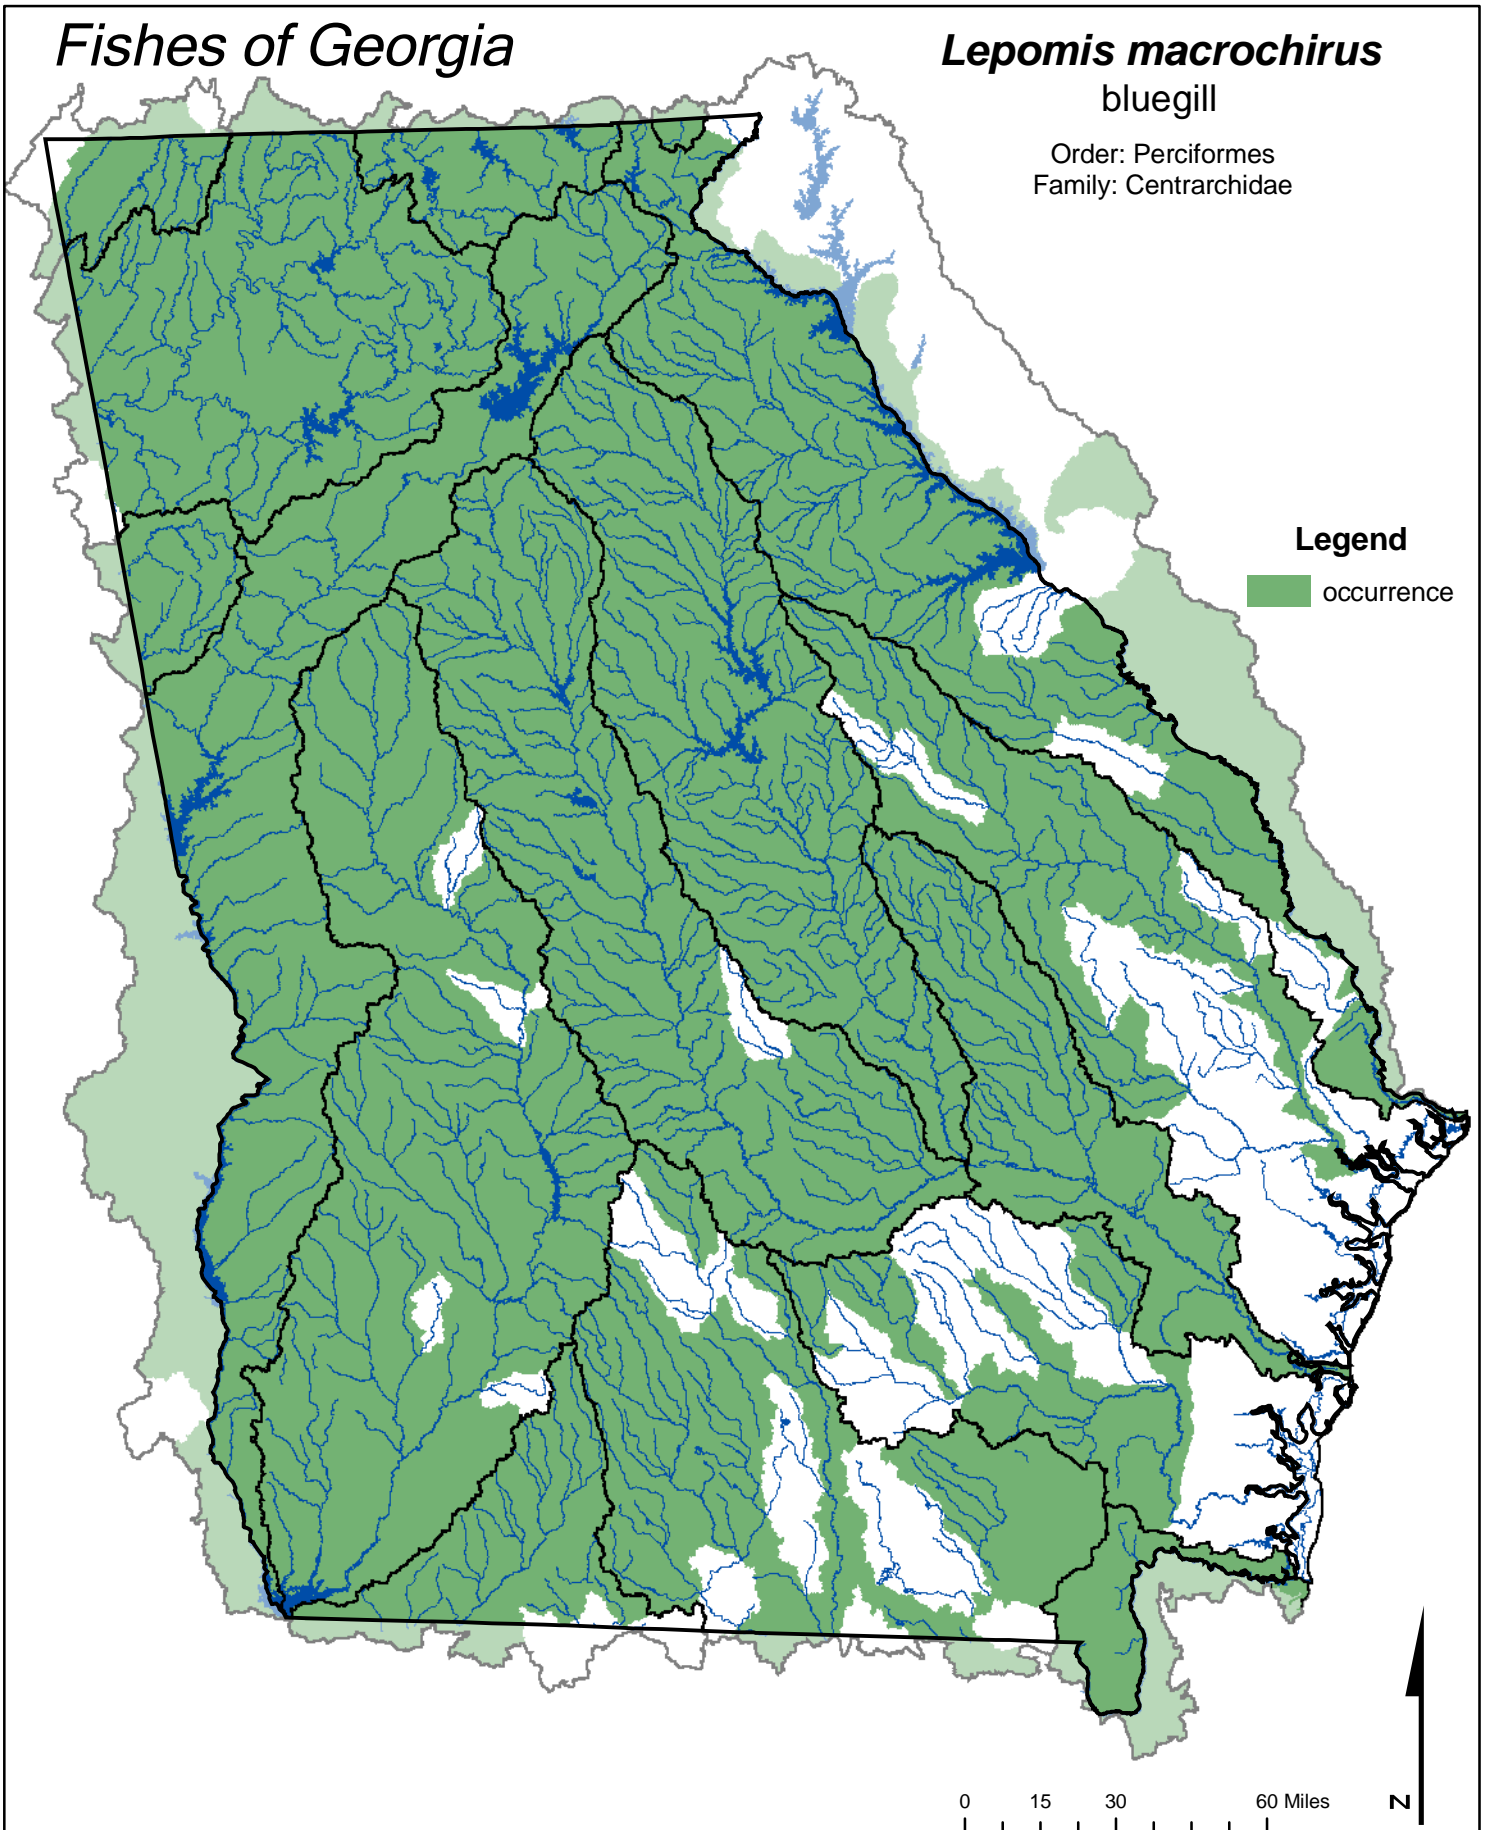 Fishes of Georgia
Lepomis macrochirus
bluegill
Order: Perciformes
Family: Centrarchidae
Legend
occurrence
0 15 30 60 Miles
N